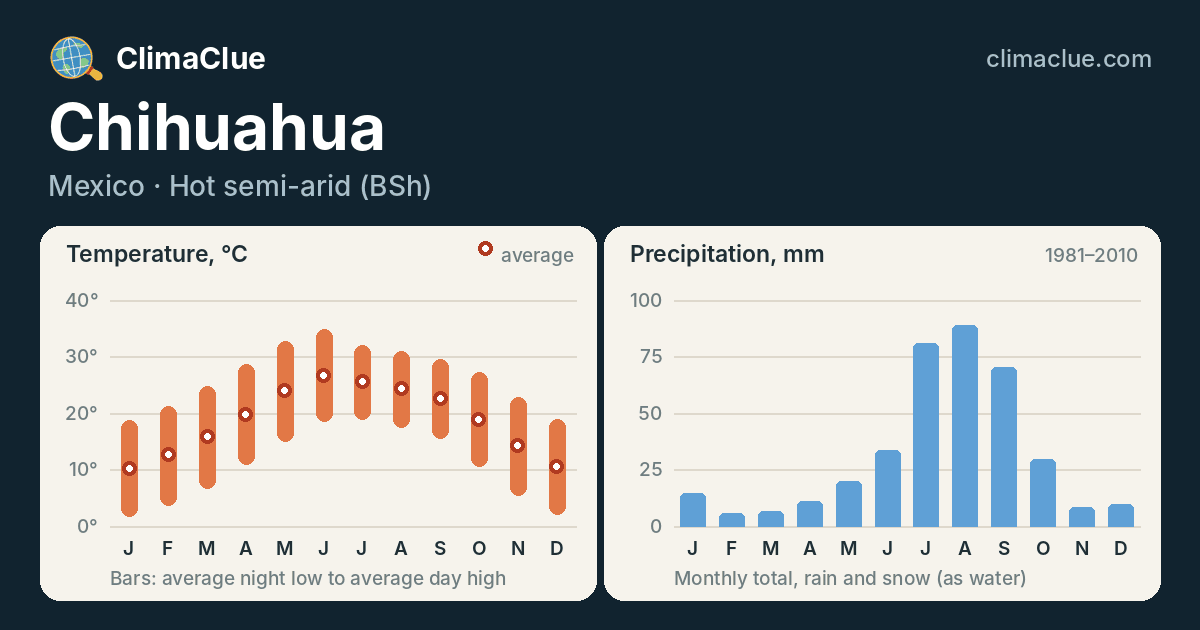 ClimaClue
climaclue.com
Chihuahua
Mexico · Hot semi-arid (BSh)
Temperature, °C
average
40°
30°
20°
10°
0°
J F M A M J J A S O N D
Bars: average night low to average day high
Precipitation, mm
1981–2010
100
75
50
25
0
J F M A M J J A S O N D
Monthly total, rain and snow (as water)